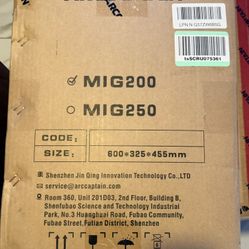 LPN N
1sSCRU075361
MIG200
MIG250
CODE:
SIZE: 600*325*455mm
Shenzhen Jin Qing Innovation Technology Co., LTD
service@arccaptain.com
Room 360, Unit 201D03, 2nd Floor, Building B,
Shenfubao Science and Technology Industrial
Park, No.3 Huanghuai Road, Fubao Community,
Fubao Street, Futian District, Shenzhen